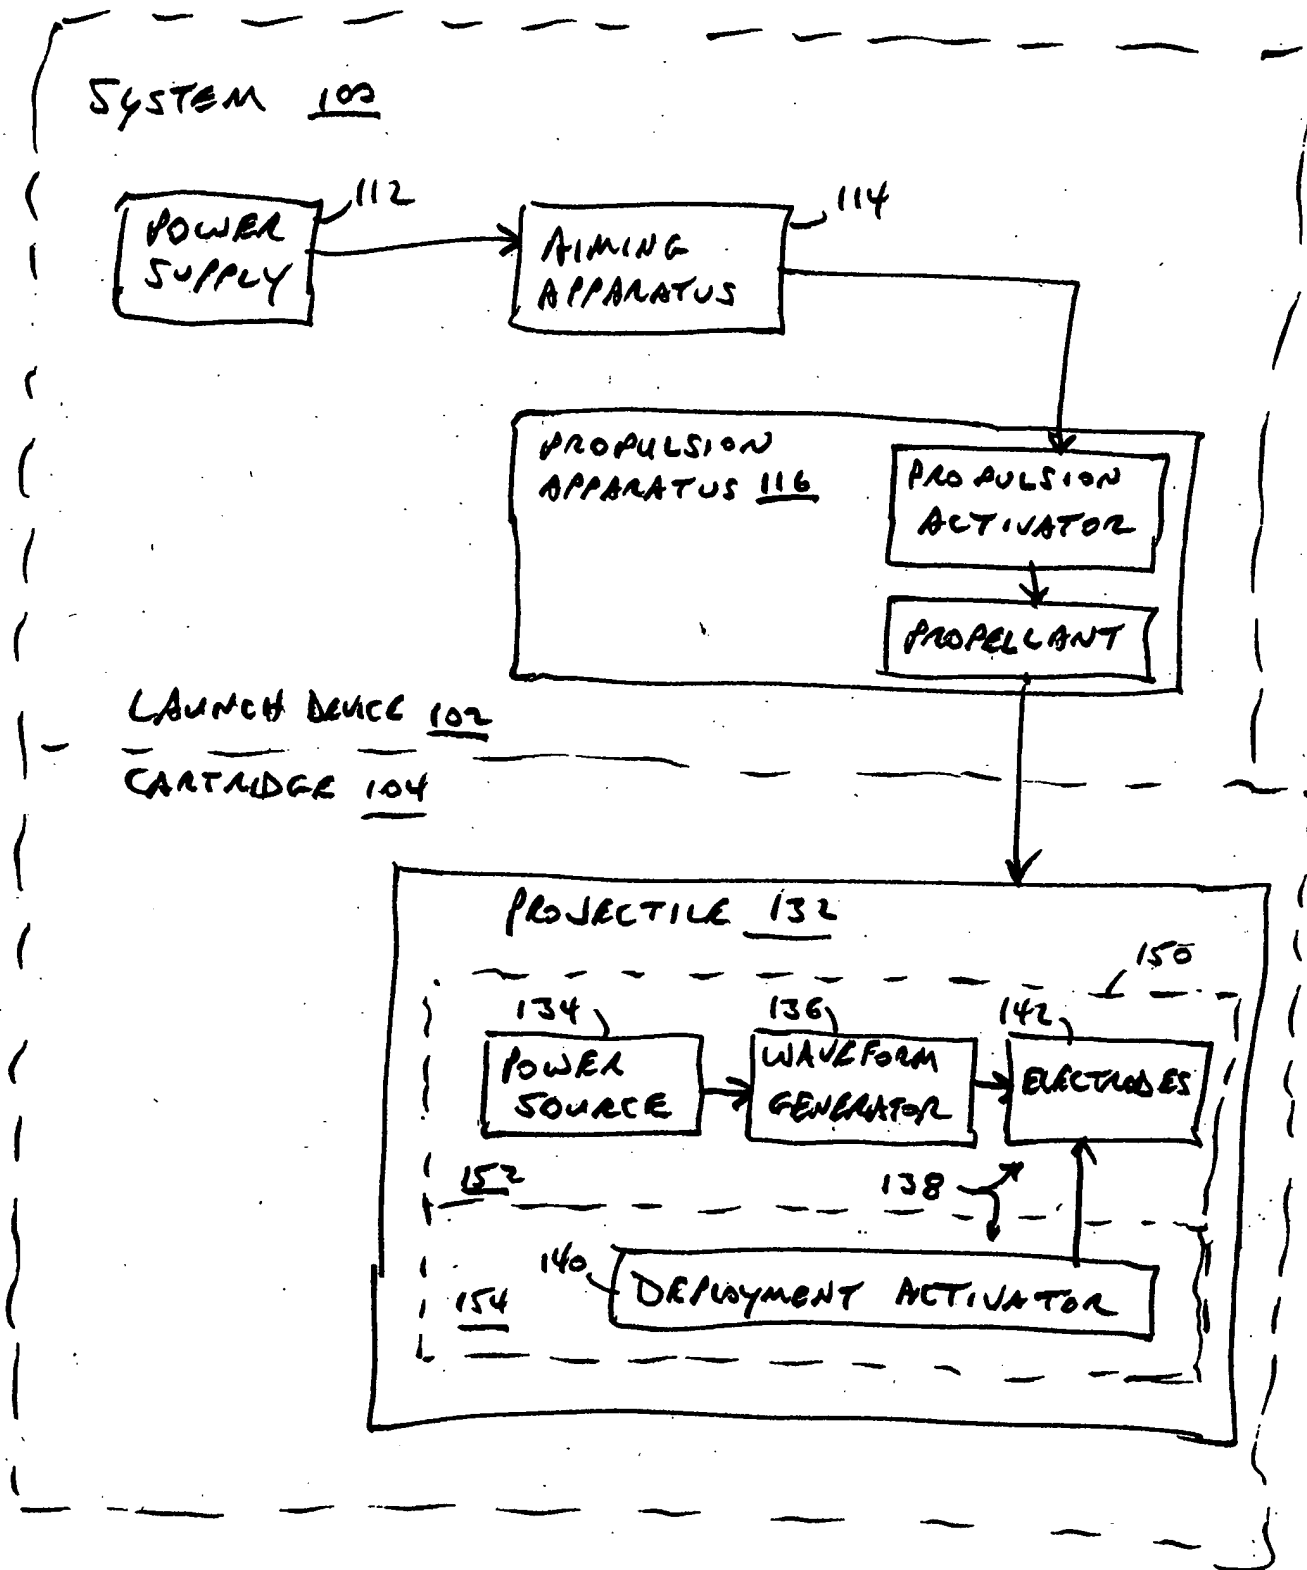 SYSTEM 100
112
POWER
SUPPLY
114
AIMING
APPARATUS
PROPULSION
APPARATUS 116
PROPULSION
ACTIVATOR
PROPELLANT
LAUNCH DEVICE 102
CARTRIDGE 104
PROJECTILE 132
150
134
POWER
SOURCE
136
WAVEFORM
GENERATOR
142
ELECTRODES
152
138
140
DEPLOYMENT ACTIVATOR
154